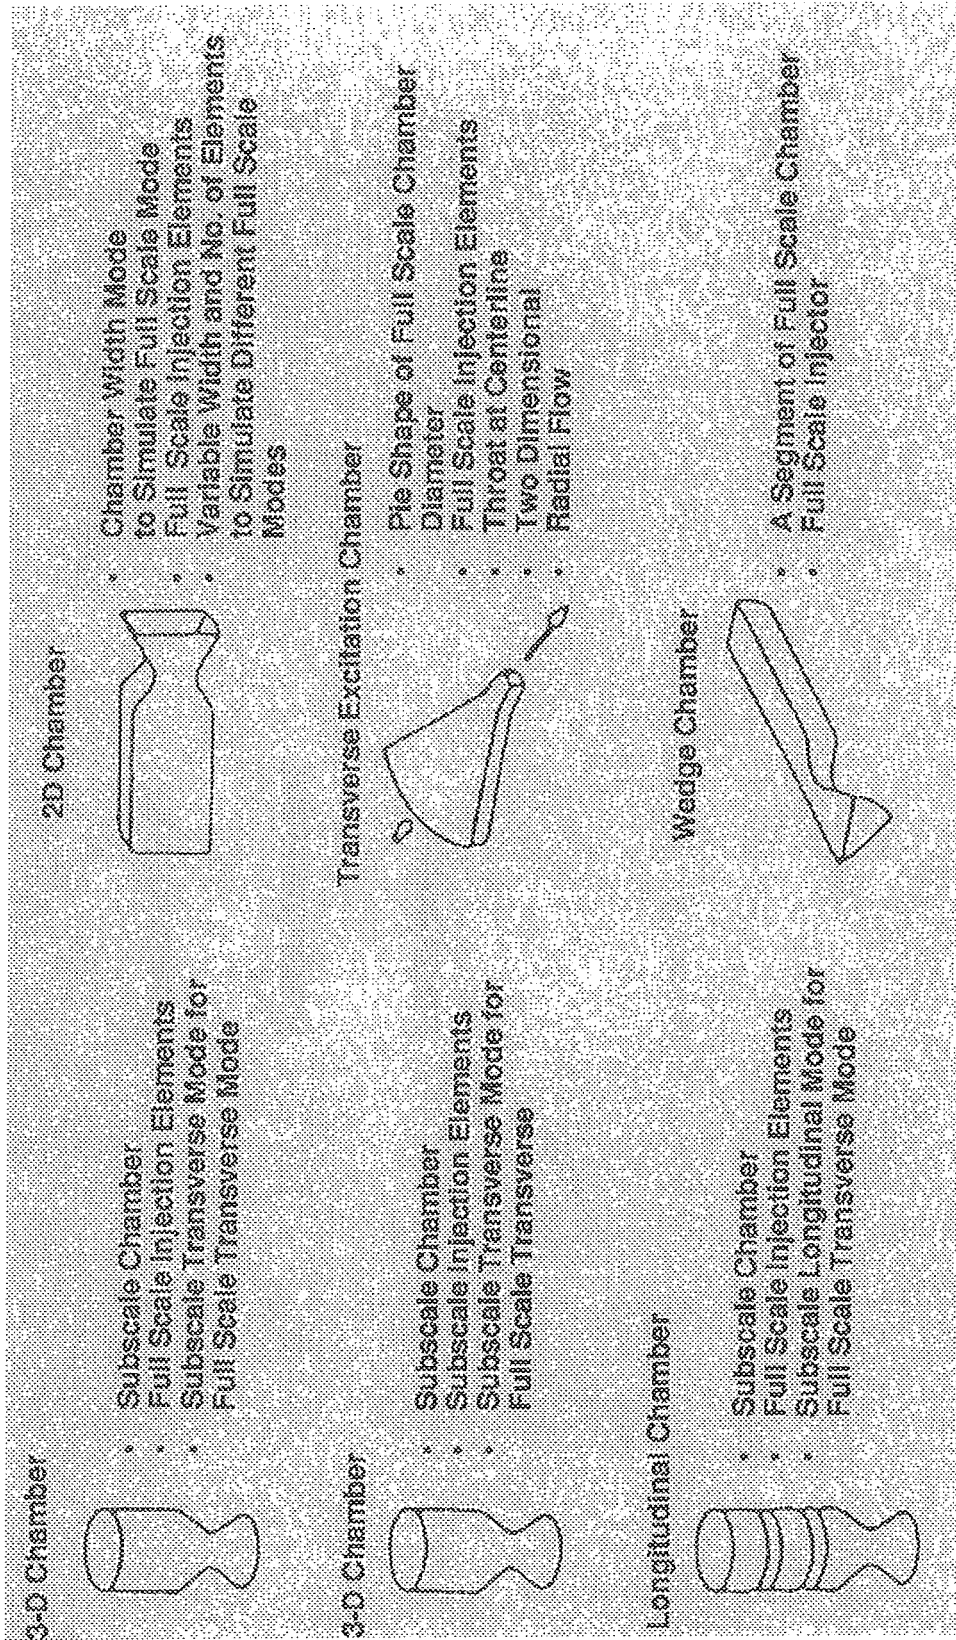 3-D Chamber
• Subscale Chamber
• Full Scale Injection Elements
• Subscale Transverse Mode for
Full Scale Transverse Mode
3-D Chamber
• Subscale Chamber
• Subscale Injection Elements
• Subscale Transverse Mode for
Full Scale Transverse
Longitudinal Chamber
• Subscale Chamber
• Full Scale Injection Elements
• Subscale Longitudinal Mode for
Full Scale Transverse Mode
2D Chamber
• Chamber Width Mode
to Simulate Full Scale Mode
• Full Scale Injection Elements
• Variable Width and No. of Elements
to Simulate Different Full Scale
Modes
Transverse Excitation Chamber
• Pie Shape of Full Scale Chamber
Diameter
• Full Scale Injection Elements
• Throat at Centerline
• Two Dimensional
• Radial Flow
Wedge Chamber
• A Segment of Full Scale Chamber
• Full Scale Injector